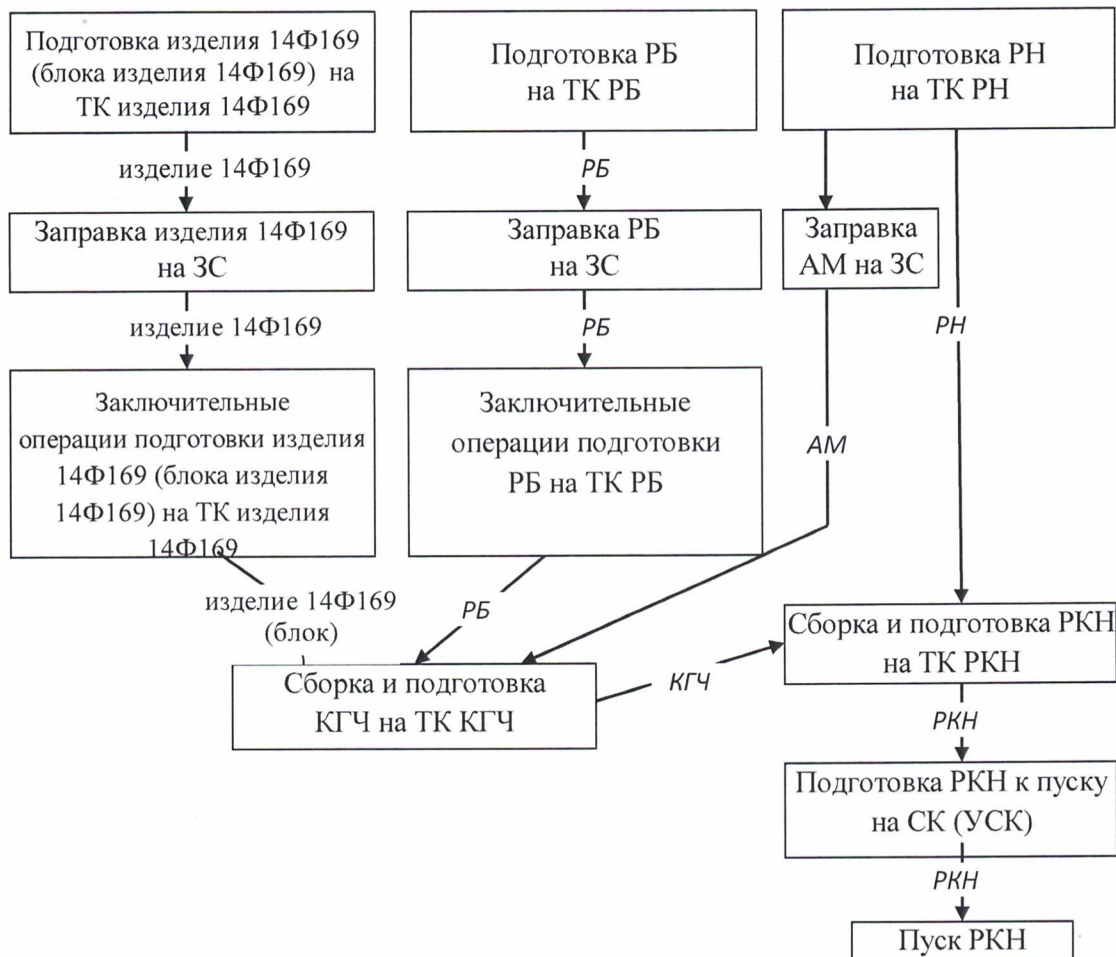 Подготовка изделия 14Ф169
(блока изделия 14Ф169) на
ТК изделия 14Ф169
Подготовка РБ
на ТК РБ
Подготовка РН
на ТК РН
изделие 14Ф169
РБ
Заправка изделия 14Ф169
на ЗС
Заправка РБ
на ЗС
Заправка
АМ на ЗС
изделие 14Ф169
РБ
РН
Заключительные
операции подготовки изделия
14Ф169 (блока изделия
14Ф169) на ТК изделия
14Ф169
Заключительные
операции подготовки
РБ на ТК РБ
АМ
изделие 14Ф169
(блок)
РБ
Сборка и подготовка
КГЧ на ТК КГЧ
КГЧ
Сборка и подготовка РКН
на ТК РКН
РКН
Подготовка РКН к пуску
на СК (УСК)
РКН
Пуск РКН